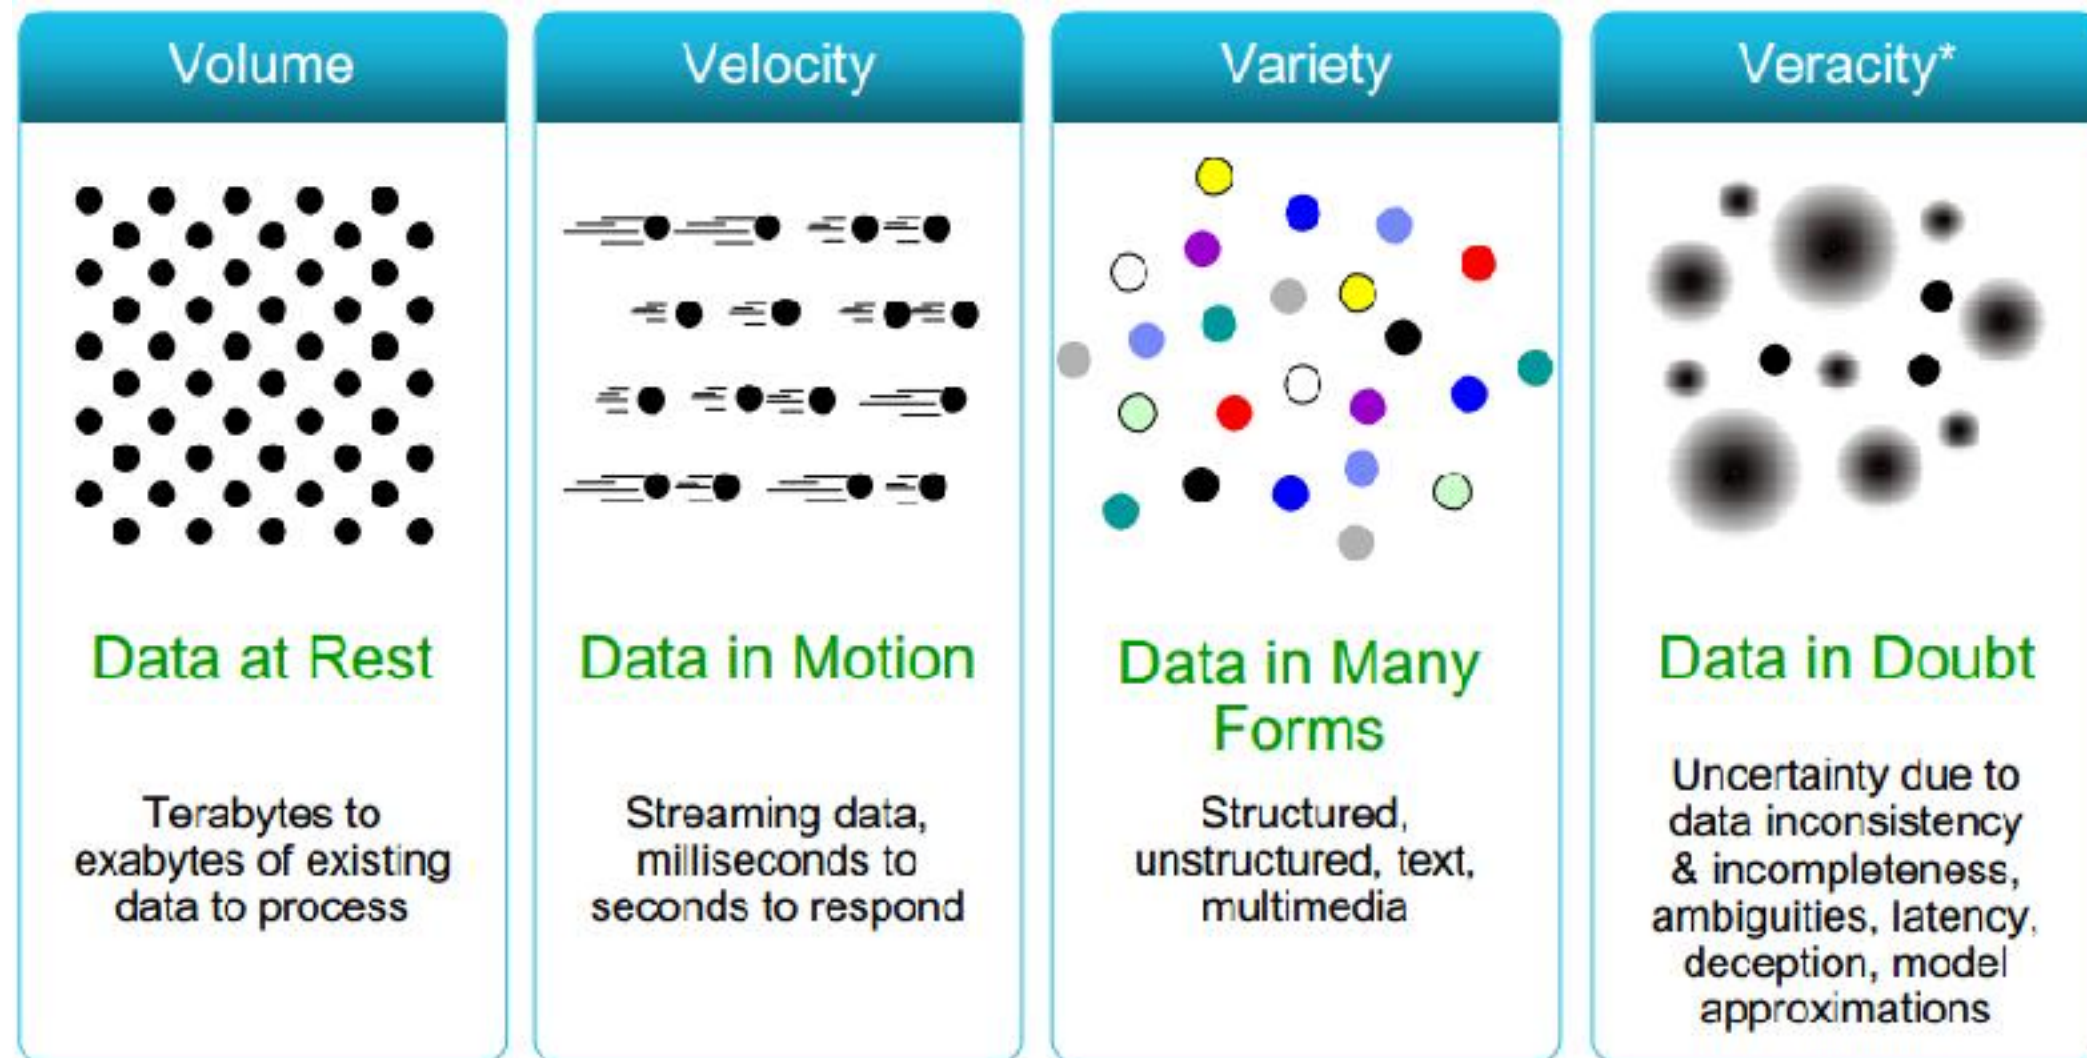 Volume
Data at Rest
Terabytes to
exabytes of existing
data to process
Velocity
Data in Motion
Streaming data,
milliseconds to
seconds to respond
Variety
Data in Many
Forms
Structured,
unstructured, text,
multimedia
Veracity*
Data in Doubt
Uncertainty due to
data inconsistency
& incompleteness,
ambiguities, latency,
deception, model
approximations